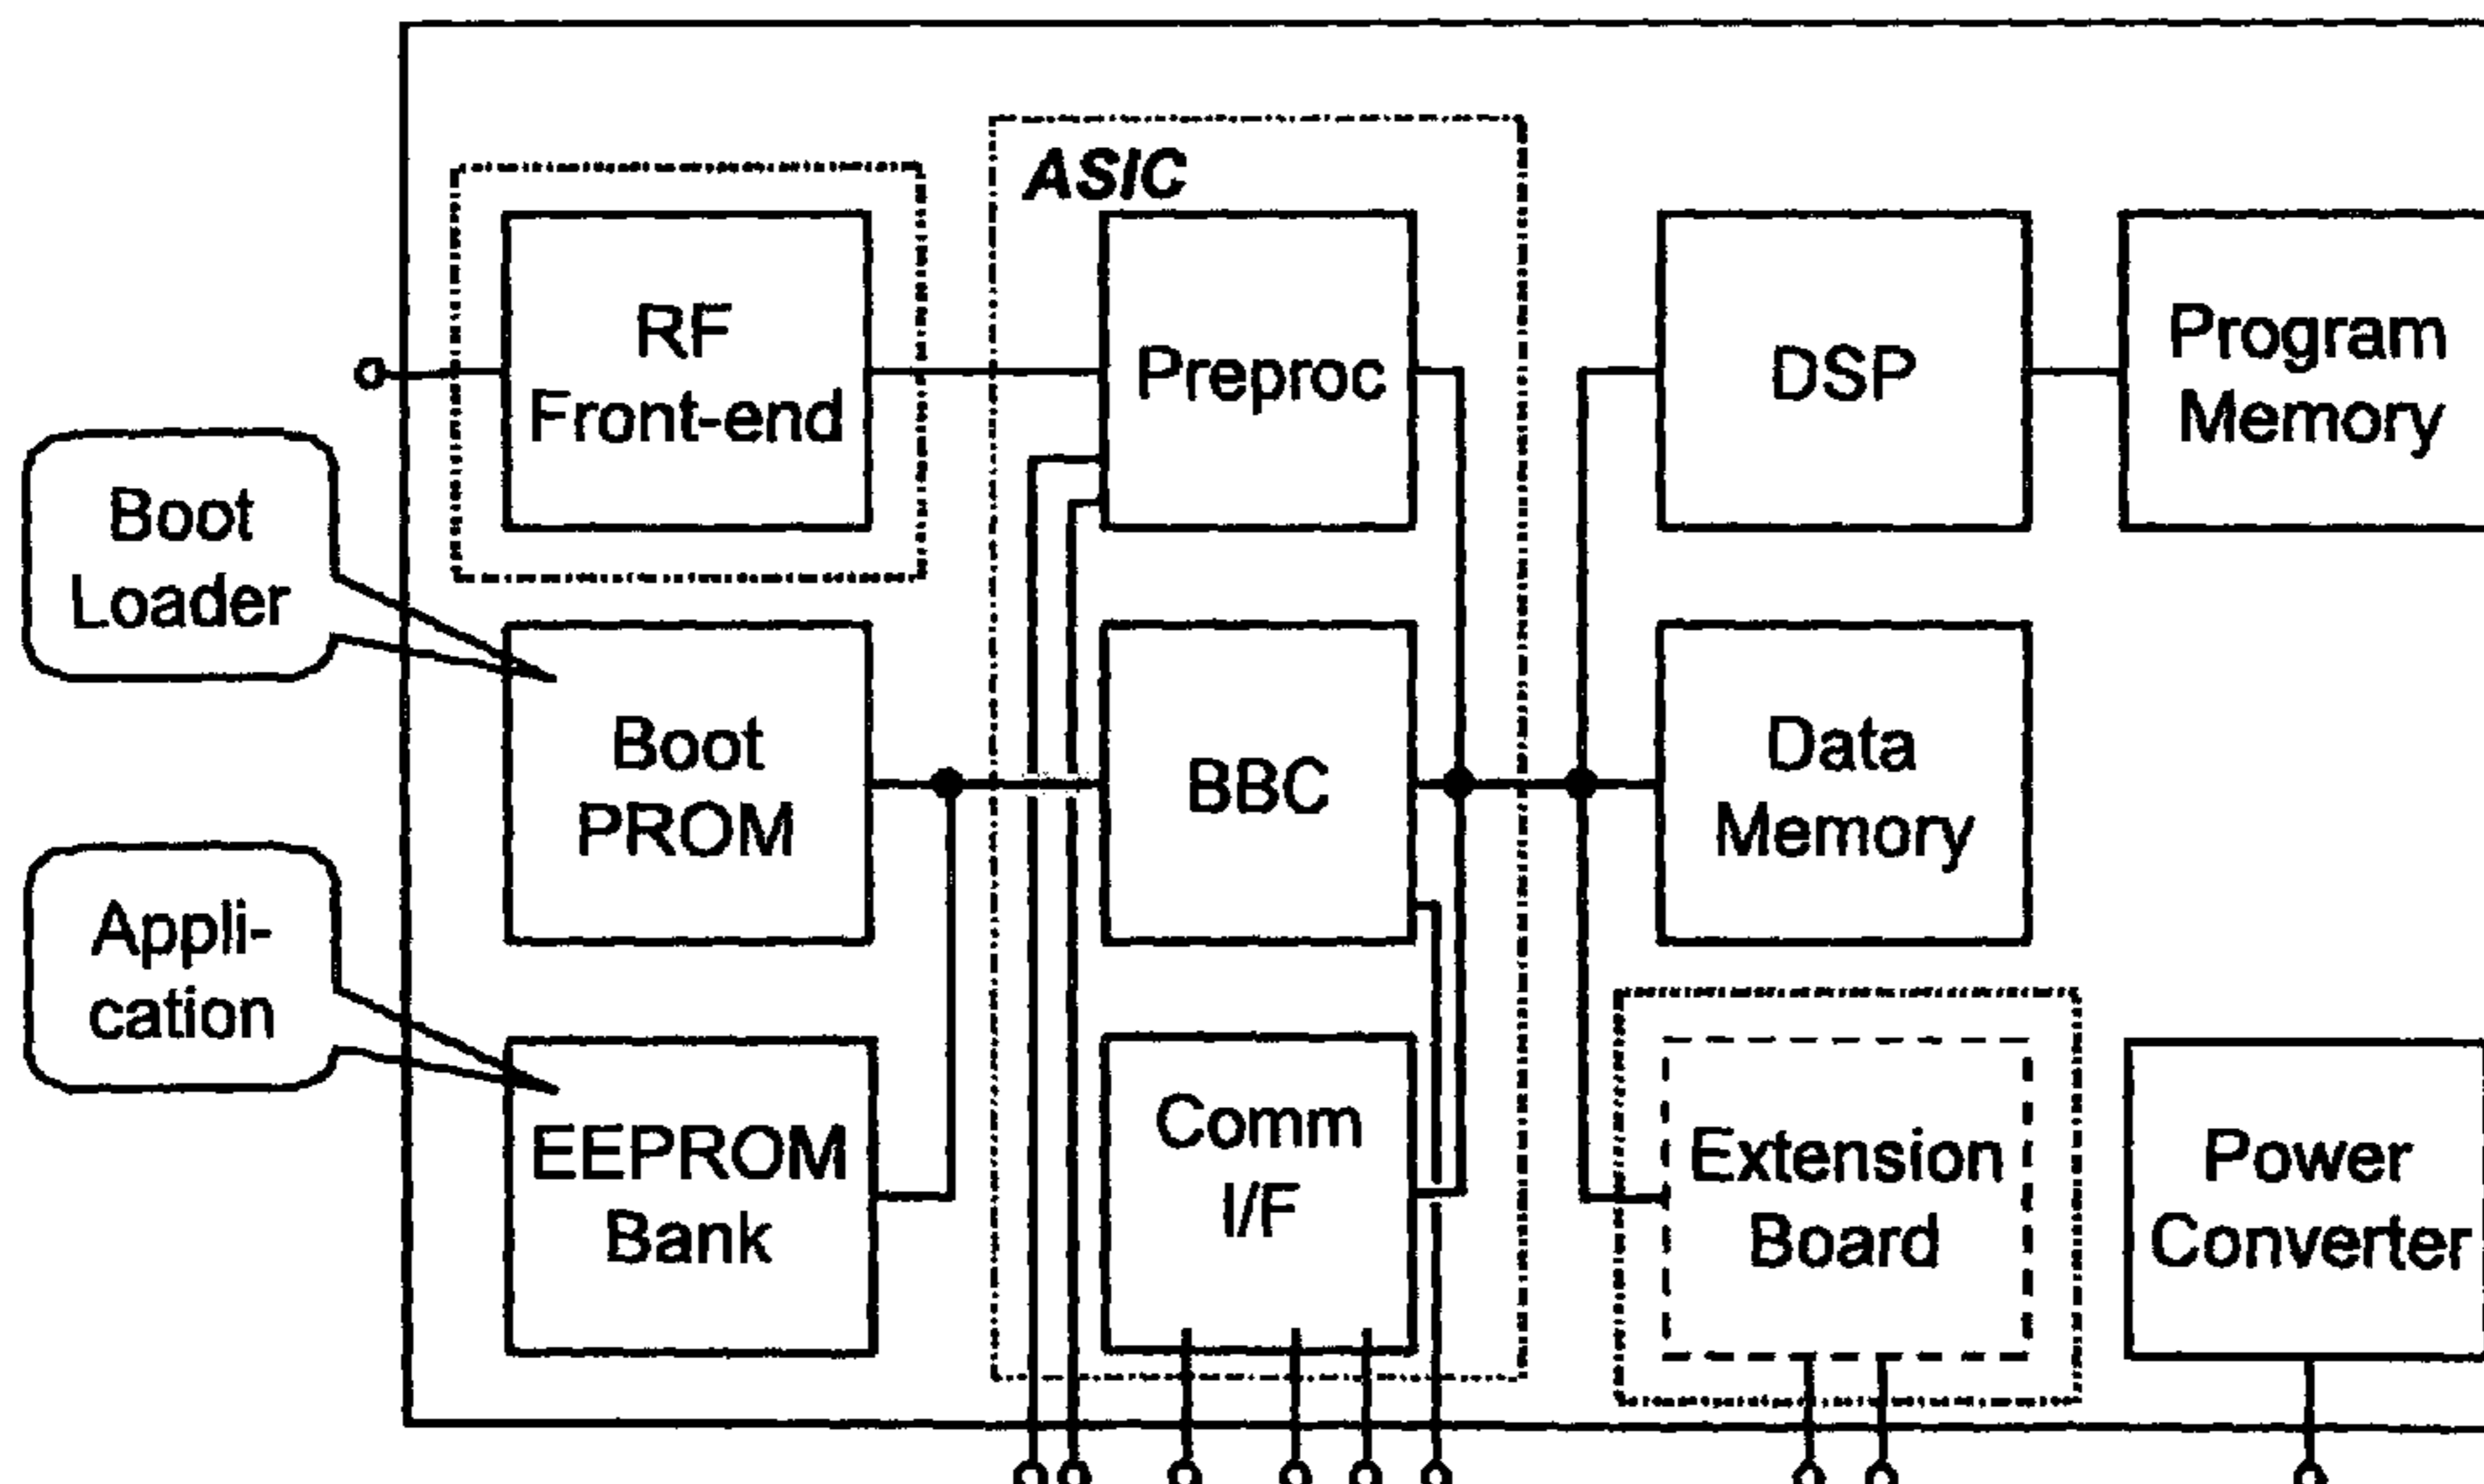 ASIC
RF
Front-end
Preproc
DSP
Program
Memory
Boot
Loader
Boot
PROM
BBC
Data
Memory
Appli-
cation
EEPROM
Bank
Comm
I/F
Extension
Board
Power
Converter